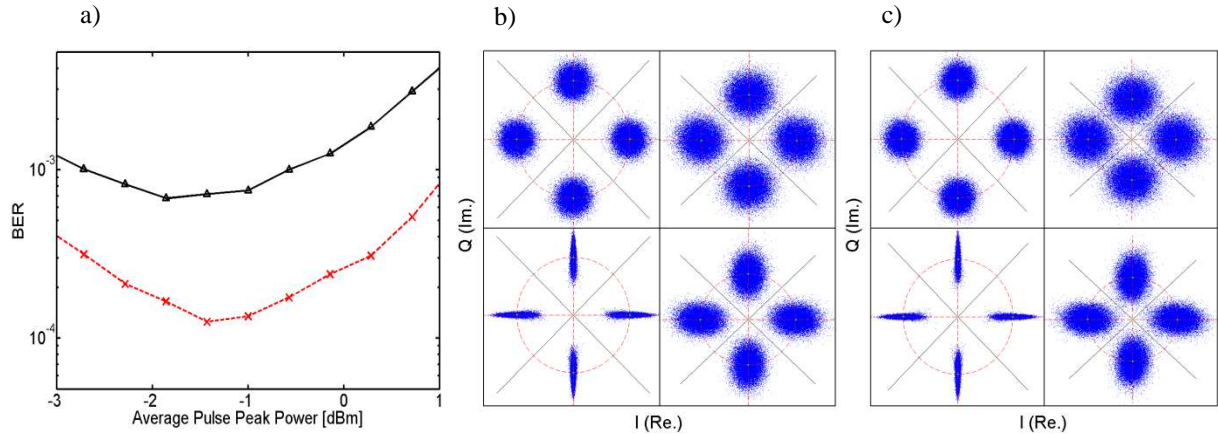 a)
b)
c)
BER
10-3
10-4
-3 -2 -1 0 1
Average Pulse Peak Power [dBm]
Q (Im.)
I (Re.)
Q (Im.)
I (Re.)